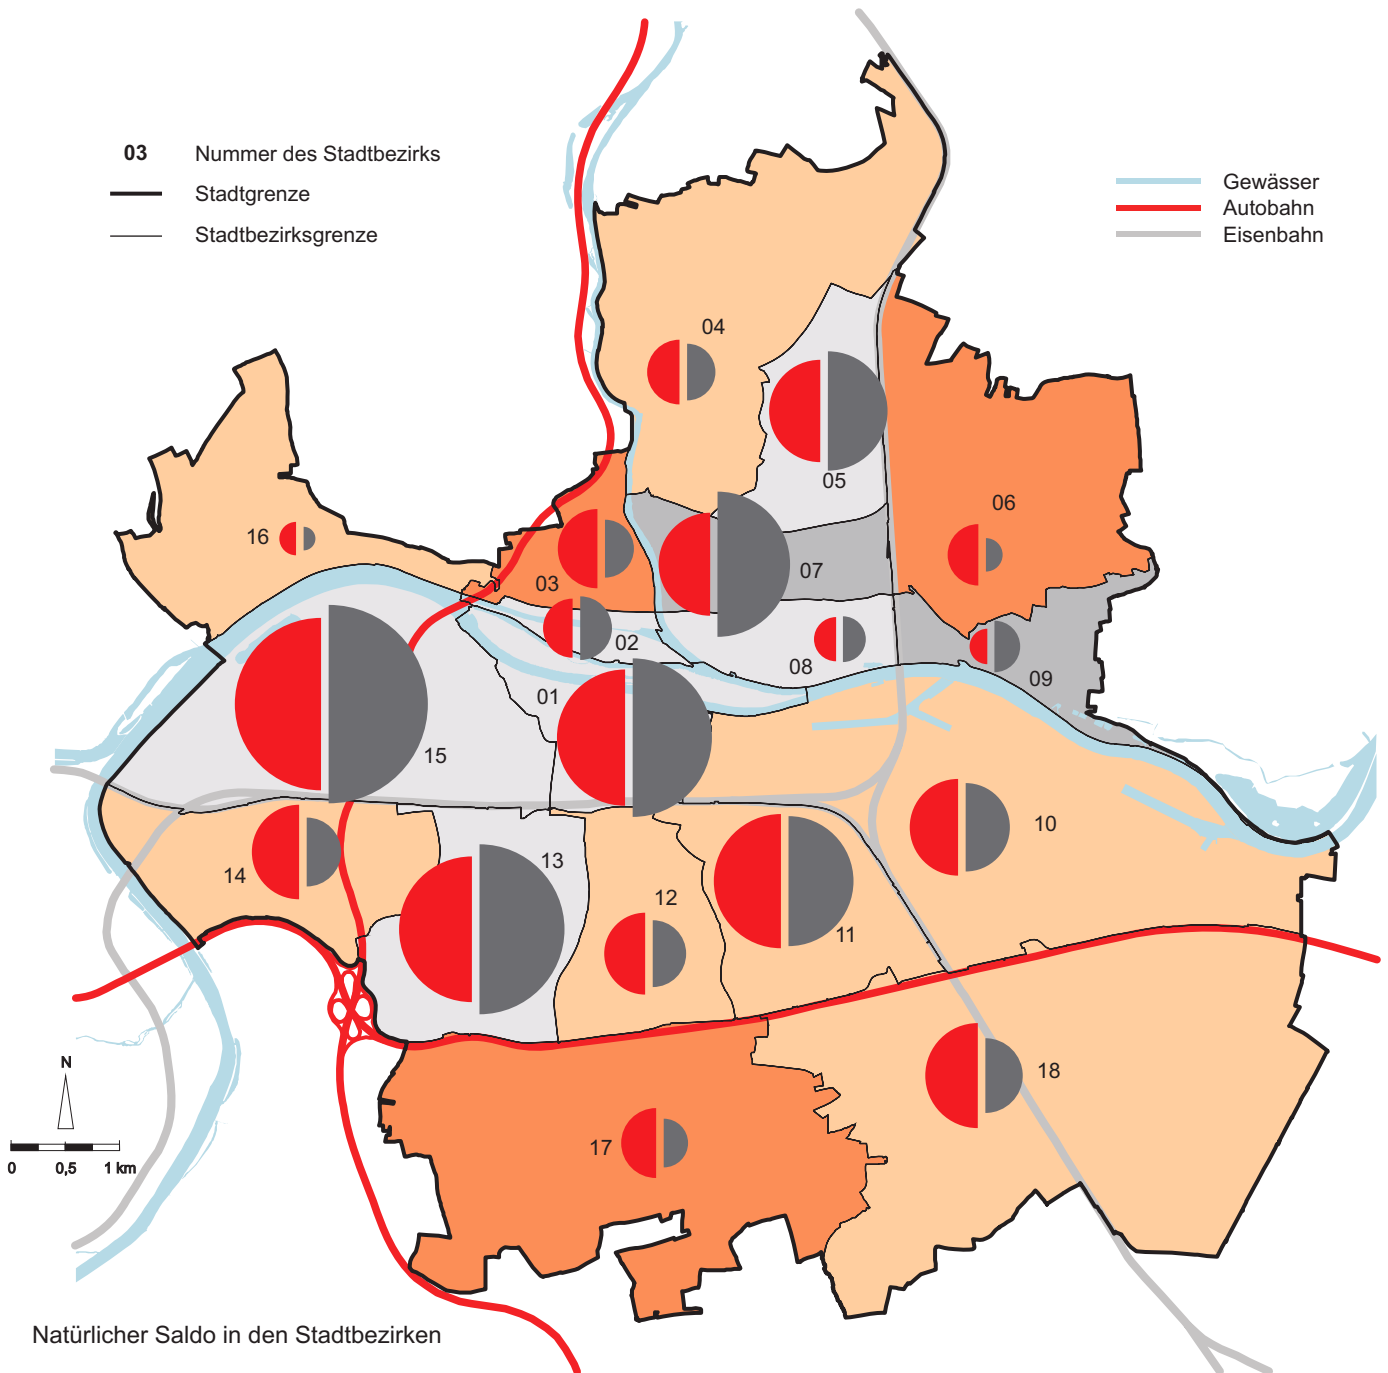 03 Nummer des Stadtbezirks
Stadtgrenze
Stadtbezirksgrenze
Gewässer
Autobahn
Eisenbahn
04
05
06
16
07
03
02
08
09
01
15
10
13
14
12
11
18
17
N
0 0,5 1 km
Natürlicher Saldo in den Stadtbezirken